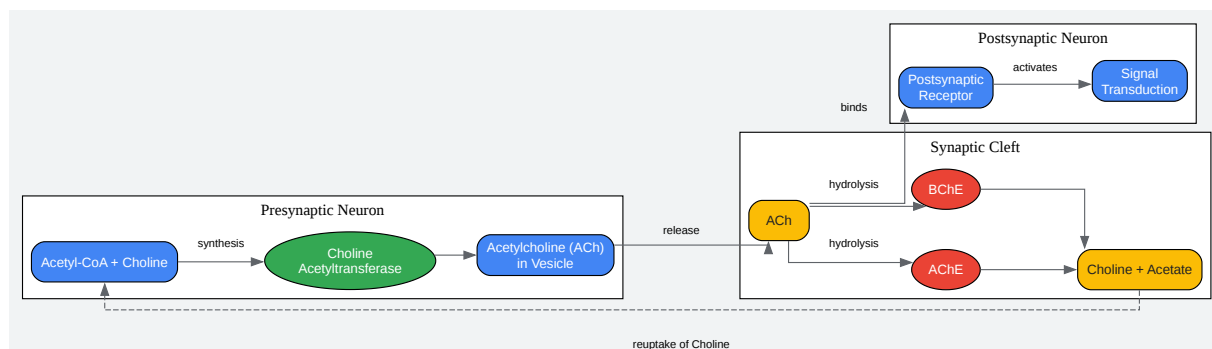 Postsynaptic Neuron
Postsynaptic
Receptor
activates
Signal
Transduction
binds
Synaptic Cleft
hydrolysis
BChE
ACh
hydrolysis
AChE
Choline + Acetate
Presynaptic Neuron
Acetyl-CoA + Choline
synthesis
Choline
Acetyltransferase
Acetylcholine (ACh)
in Vesicle
release
reuptake of Choline